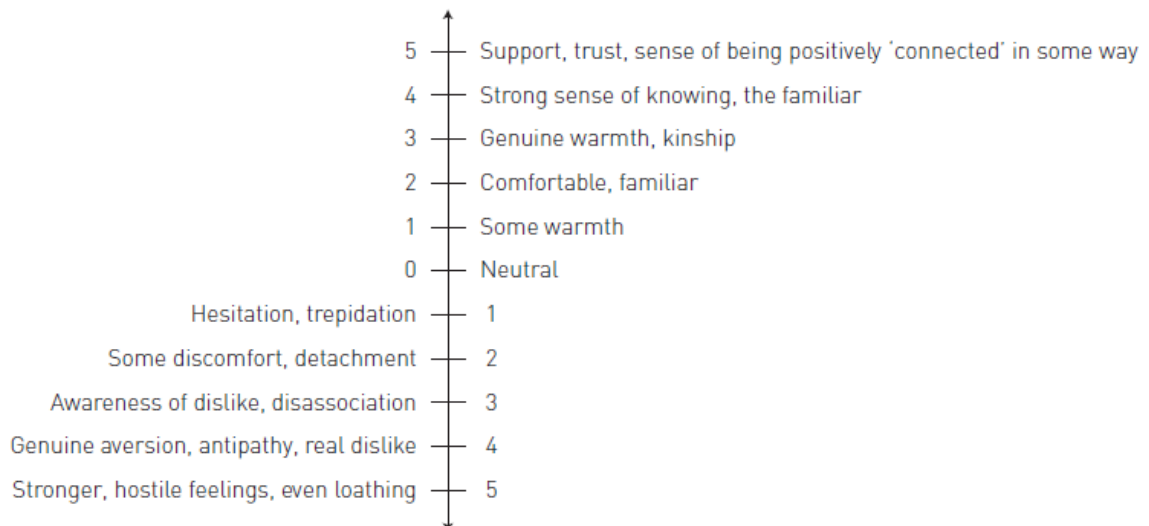 5 Support, trust, sense of being positively ‘connected’ in some way
4 Strong sense of knowing, the familiar
3 Genuine warmth, kinship
2 Comfortable, familiar
1 Some warmth
0 Neutral
Hesitation, trepidation 1
Some discomfort, detachment 2
Awareness of dislike, disassociation 3
Genuine aversion, antipathy, real dislike 4
Stronger, hostile feelings, even loathing 5